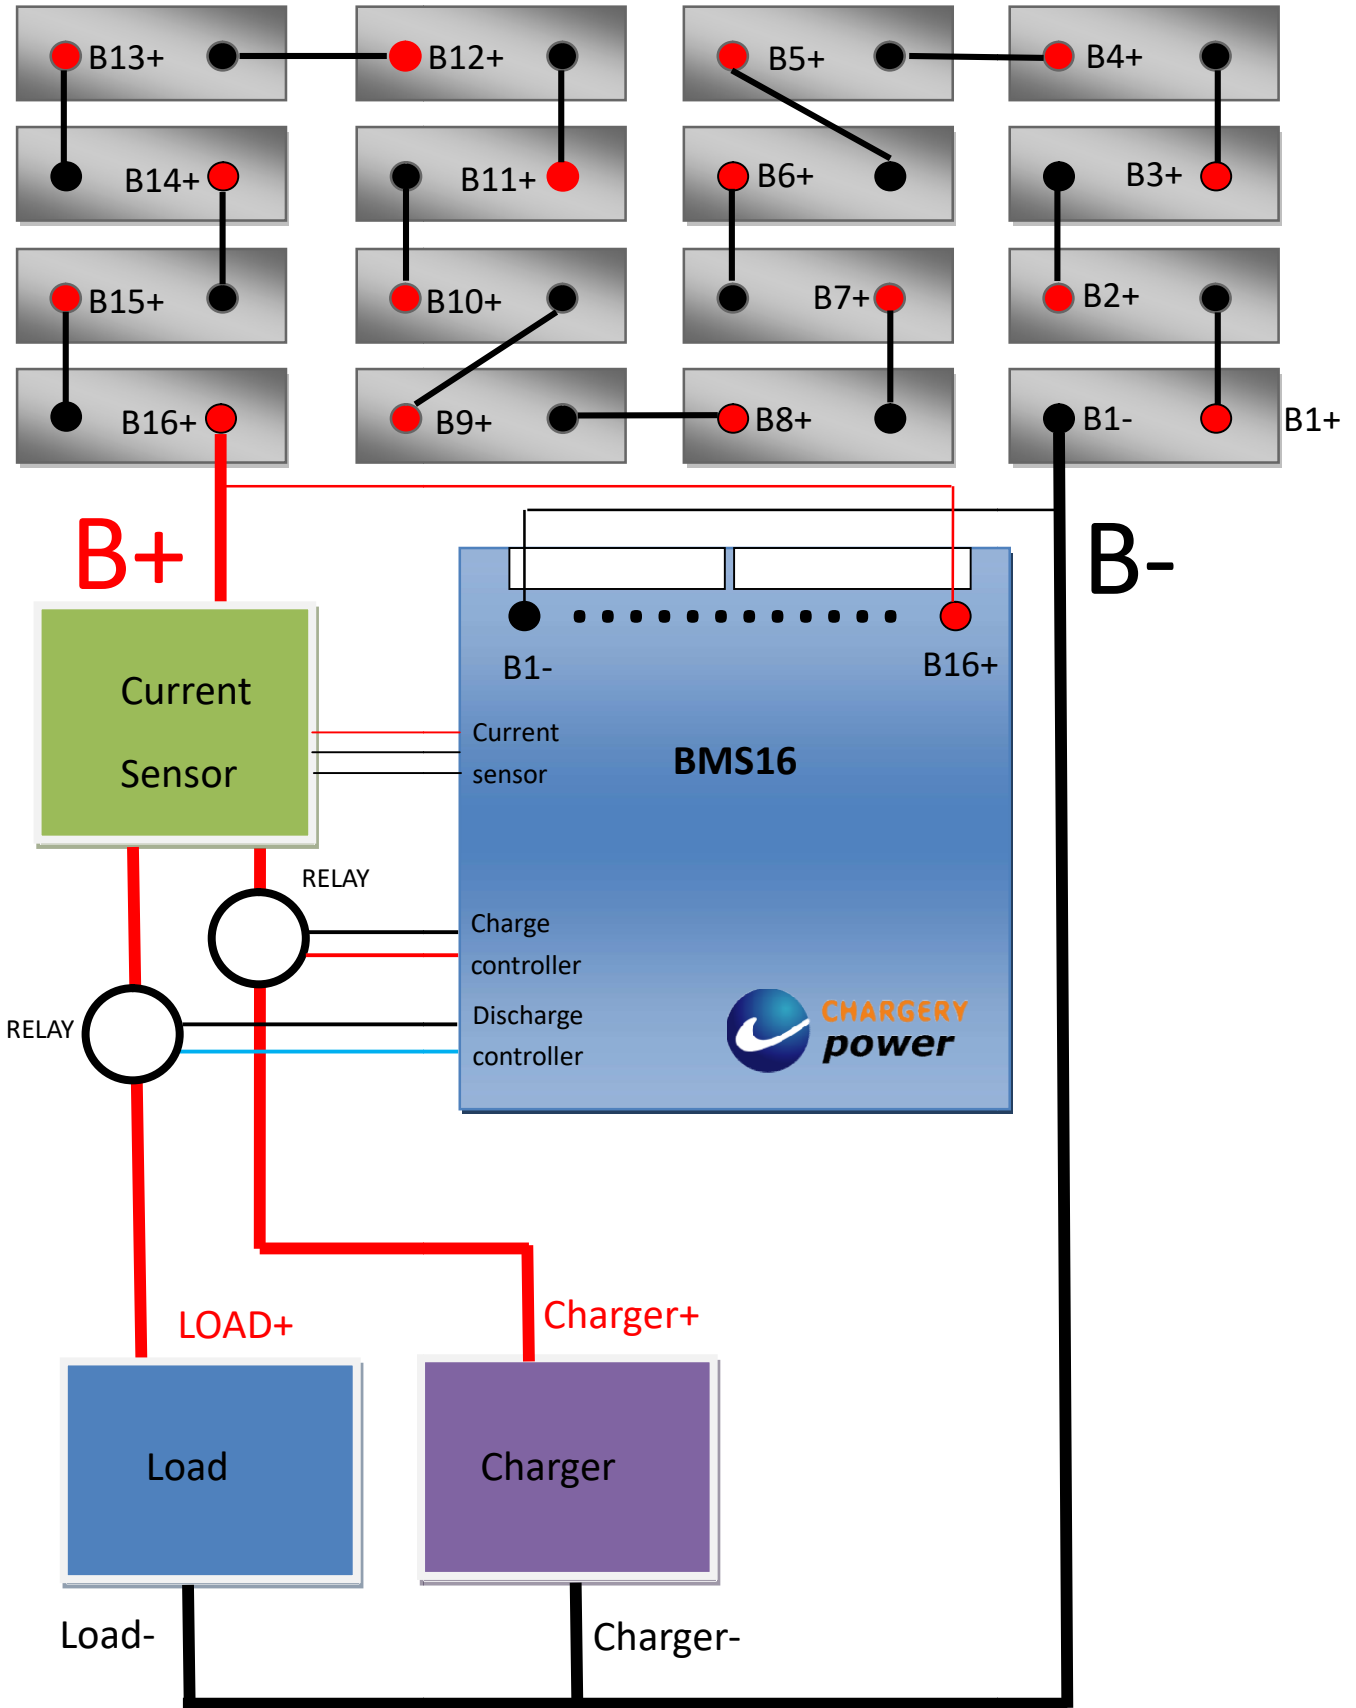 B13+
B12+
B5+
B4+
B14+
B11+
B6+
B3+
B15+
B10+
B7+
B2+
B16+
B9+
B8+
B1-
B1+
B+
B-
B1-
B16+
Current
Sensor
Current
sensor
BMS16
RELAY
Charge
controller
RELAY
Discharge
controller
CHARGERY
power
LOAD+
Charger+
Load
Charger
Load-
Charger-